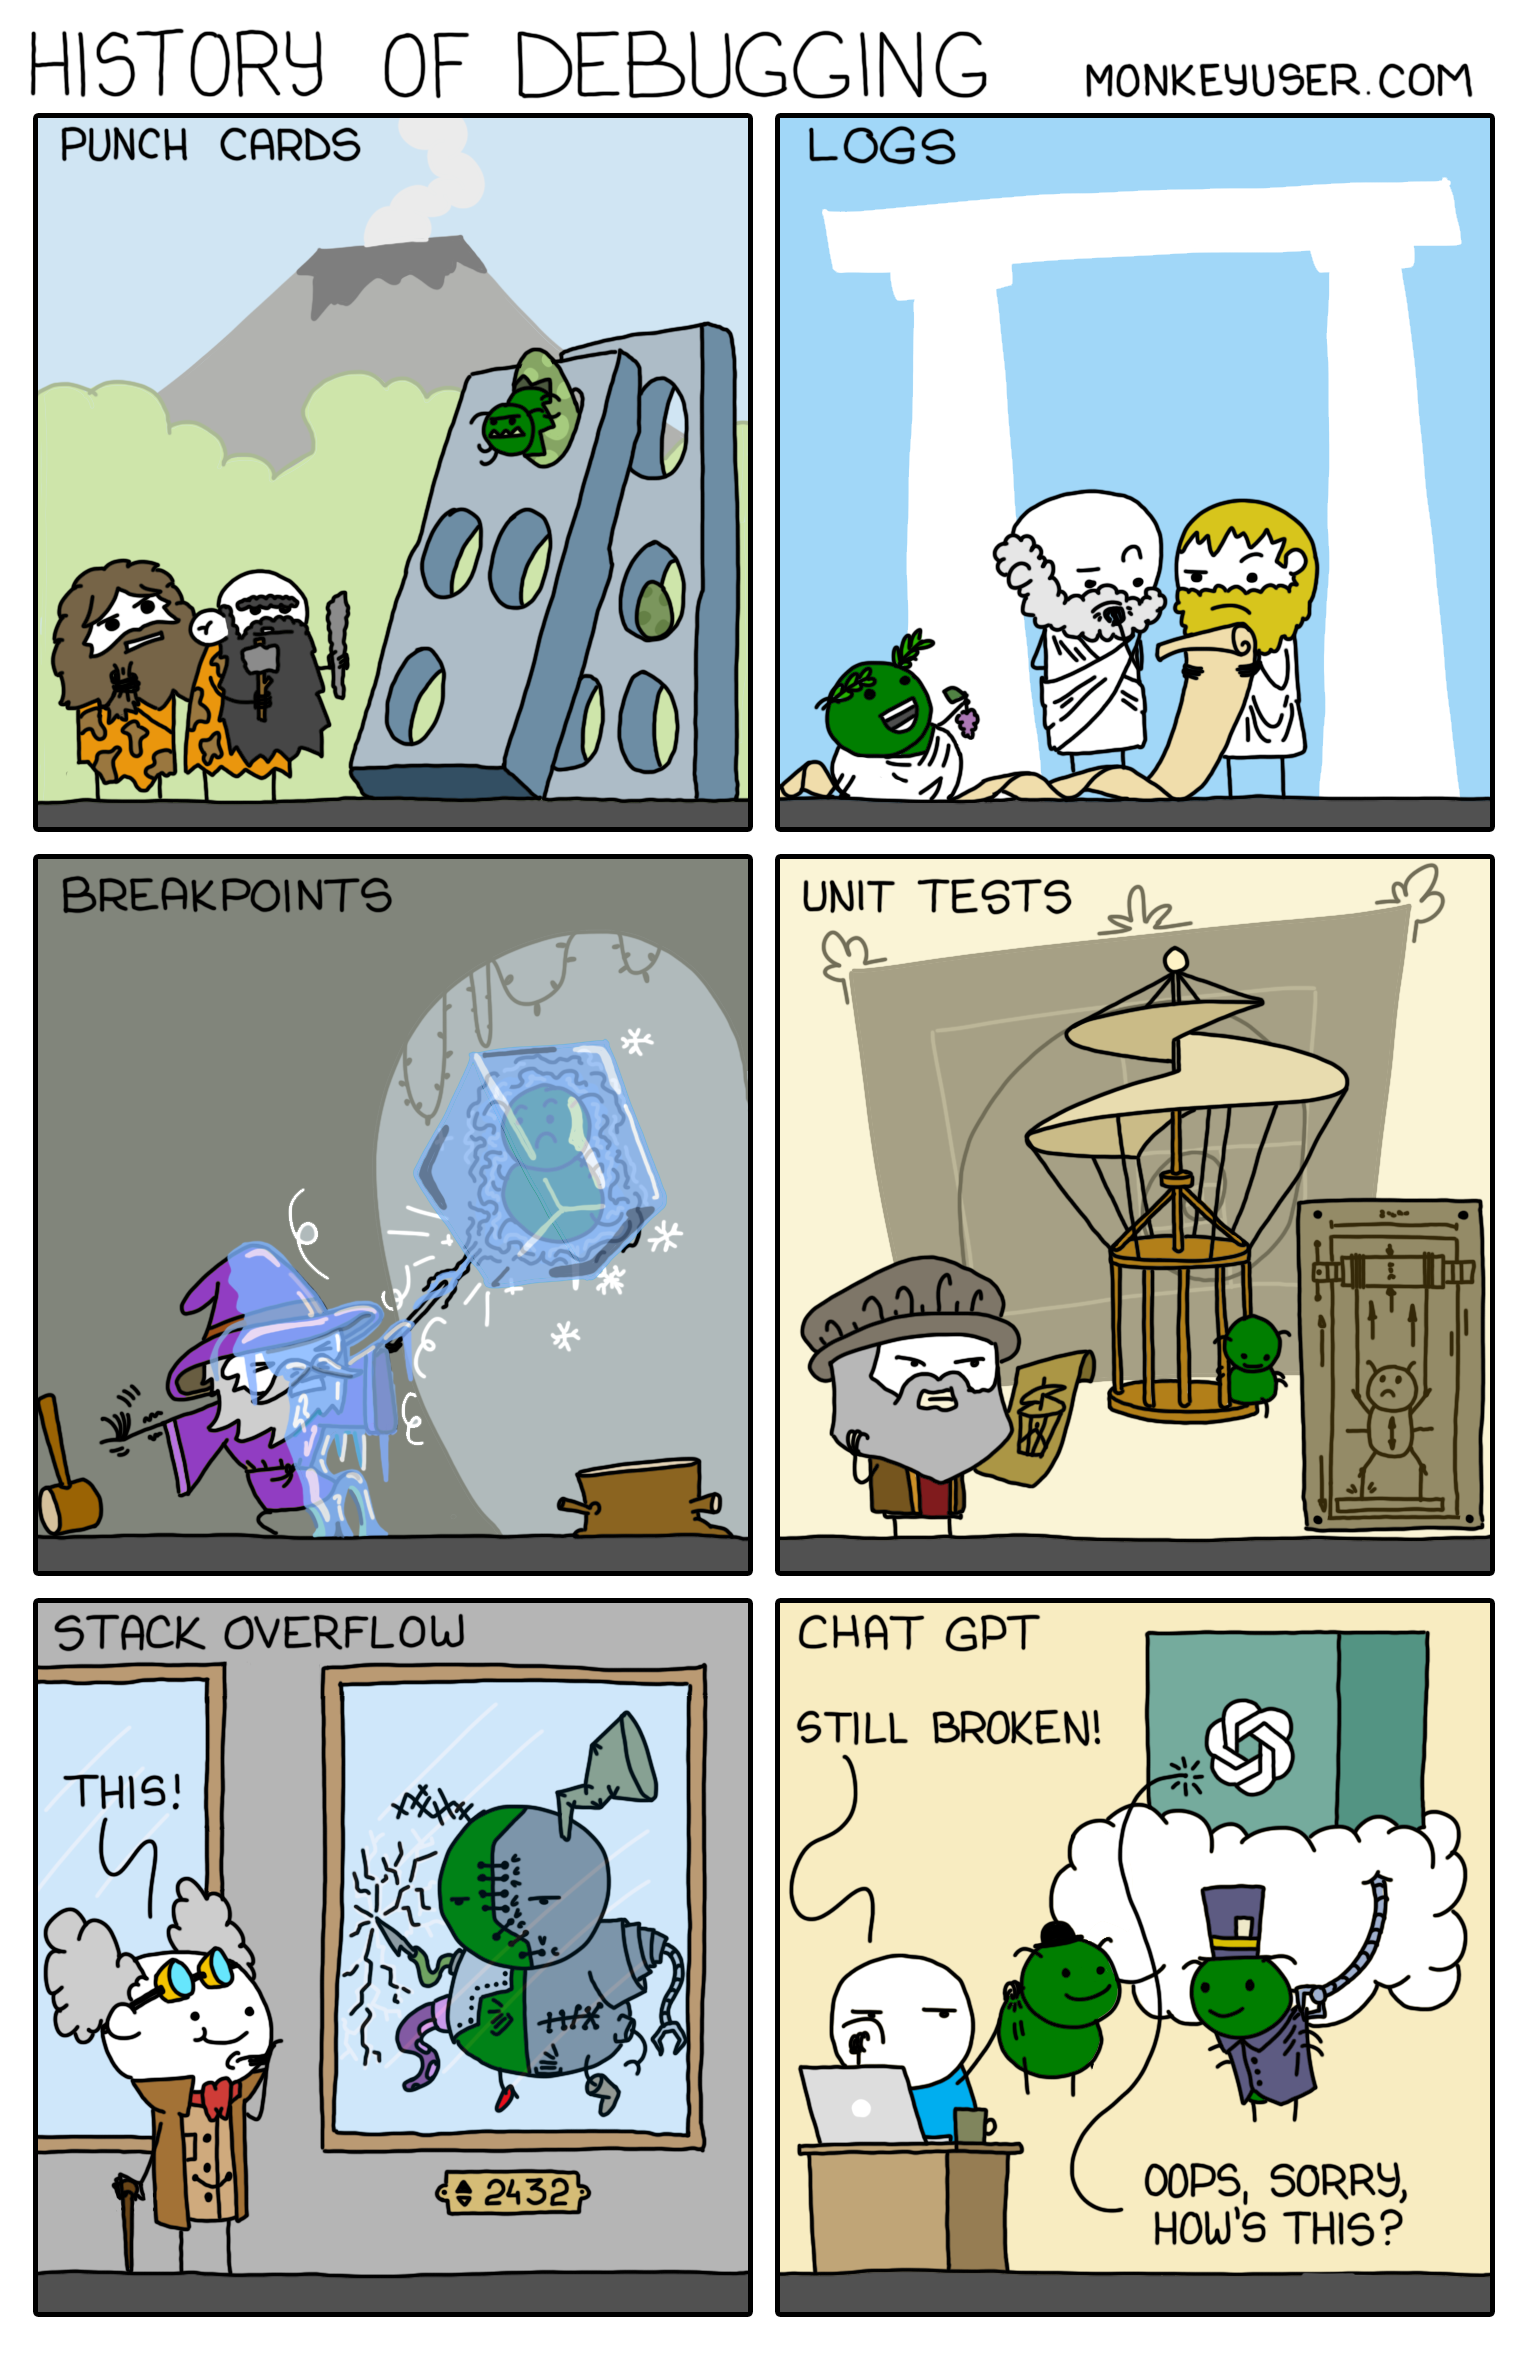 HISTORY OF DEBUGGING
MONKEYUSER.COM
PUNCH CARDS
LOGS
BREAKPOINTS
UNIT TESTS
STACK OVERFLOW
THIS!
2432
CHAT GPT
STILL BROKEN!
OOPS, SORRY,
HOW'S THIS?